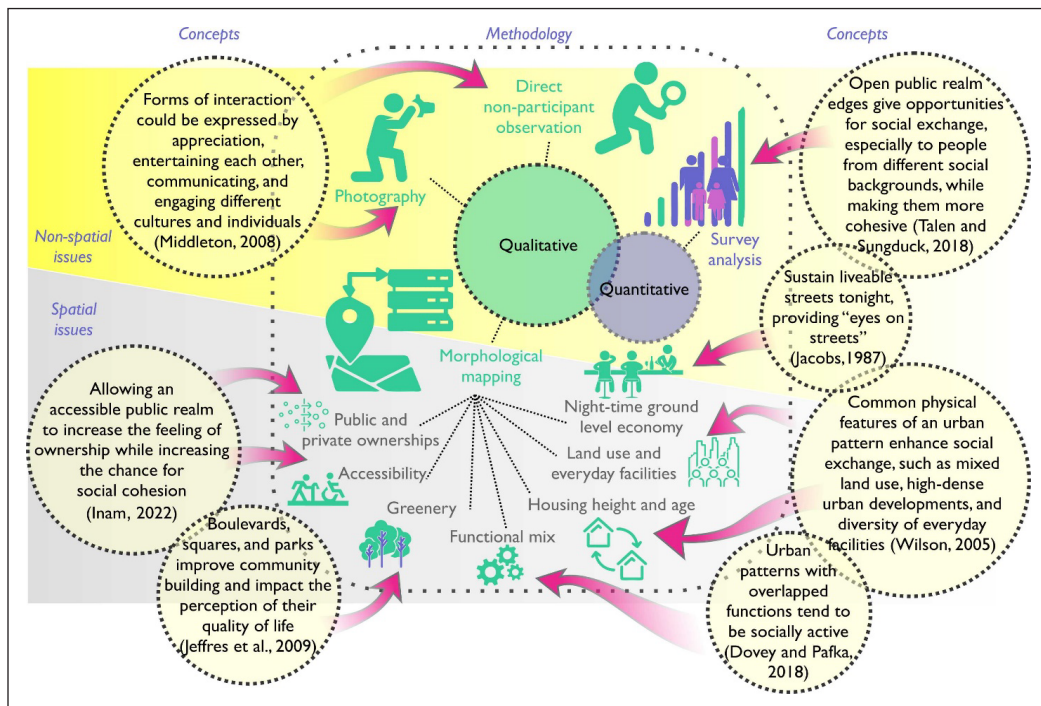 Concepts
Methodology
Concepts
Forms of interaction
could be expressed by
appreciation,
entertaining each other,
communicating, and
engaging different
cultures and individuals
(Middleton, 2008)
Direct
non-participant
observation
Photography
Open public realm
edges give opportunities
for social exchange,
especially to people
from different social
backgrounds, while
making them more
cohesive (Talen and
Sungduck, 2018)
Non-spatial
issues
Qualitative
Quantitative
Survey
analysis
Sustain liveable
streets tonight,
providing “eyes on
streets”
(Jacobs,1987)
Spatial
issues
Morphological
mapping
Allowing an
accessible public realm
to increase the feeling of
ownership while increasing
the chance for
social cohesion
(Inam, 2022)
Public and
private ownerships
Accessibility
Greenery
Functional mix
Housing height and age
Land use and
everyday facilities
Night-time ground
level economy
Common physical
features of an urban
pattern enhance social
exchange, such as mixed
land use, high-dense
urban developments, and
diversity of everyday
facilities (Wilson, 2005)
Boulevards,
squares, and parks
improve community
building and impact the
perception of their
quality of life
(Jeffres et al., 2009)
Urban
patterns with
overlapped
functions tend to
be socially active
(Dovey and Pafka,
2018)